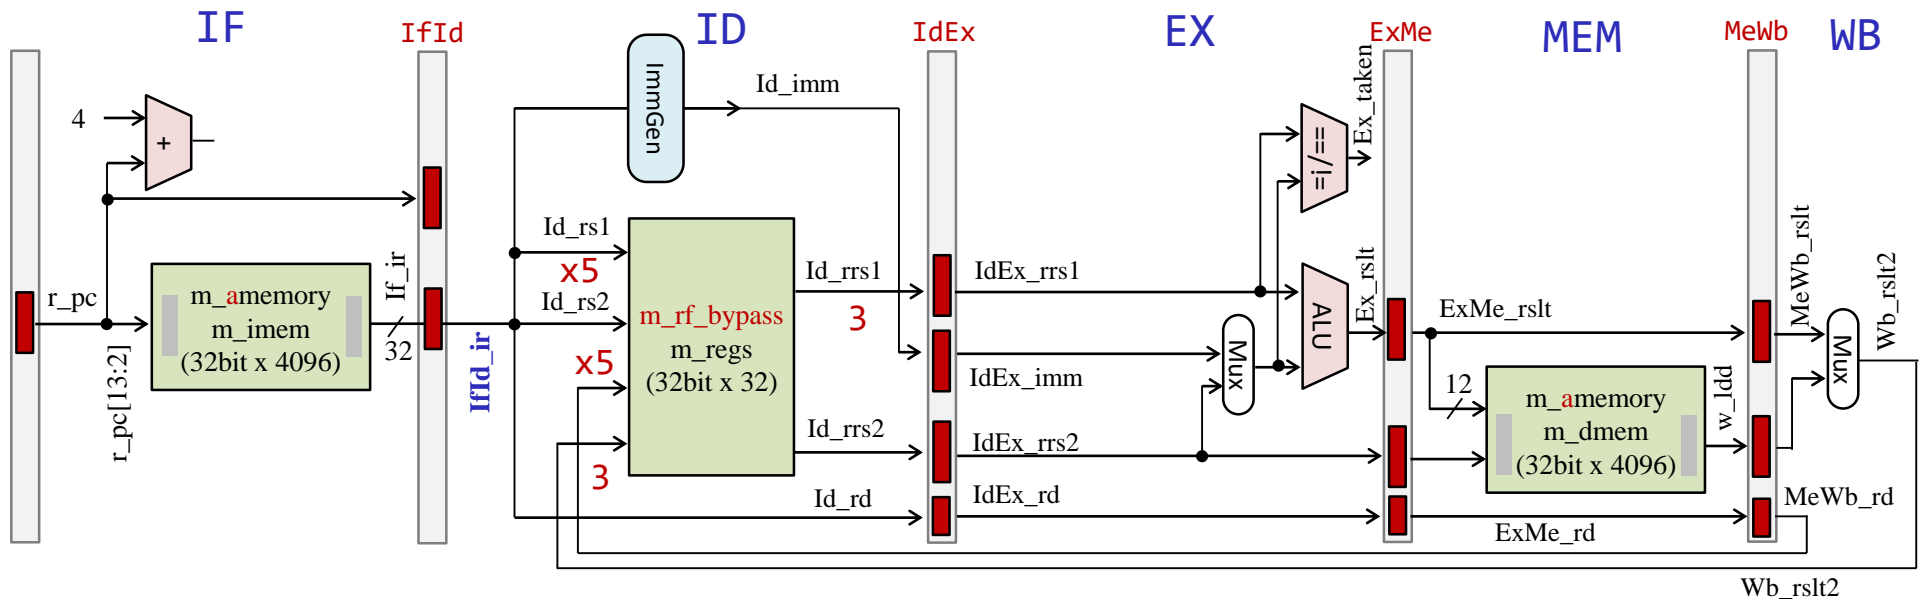 IF
IfId
ID
IdEx
EX
ExMe
MEM
MeWb
WB
4
+
r_pc
r_pc[13:2]
m_amemory
m_imem
(32bit x 4096)
If_ir
32
IfId_ir
ImmGen
Id_imm
Id_rs1
x5
Id_rs2
x5
3
m_rf_bypass
m_regs
(32bit x 32)
Id_rrs1
3
Id_rrs2
Id_rd
IdEx_rrs1
IdEx_imm
IdEx_rrs2
IdEx_rd
Mux
==/!=
Ex_taken
ALU
Ex_rslt
ExMe_rslt
12
m_amemory
m_dmem
(32bit x 4096)
w_ldd
ExMe_rd
MeWb_rslt
Mux
Wb_rslt2
MeWb_rd
Wb_rslt2